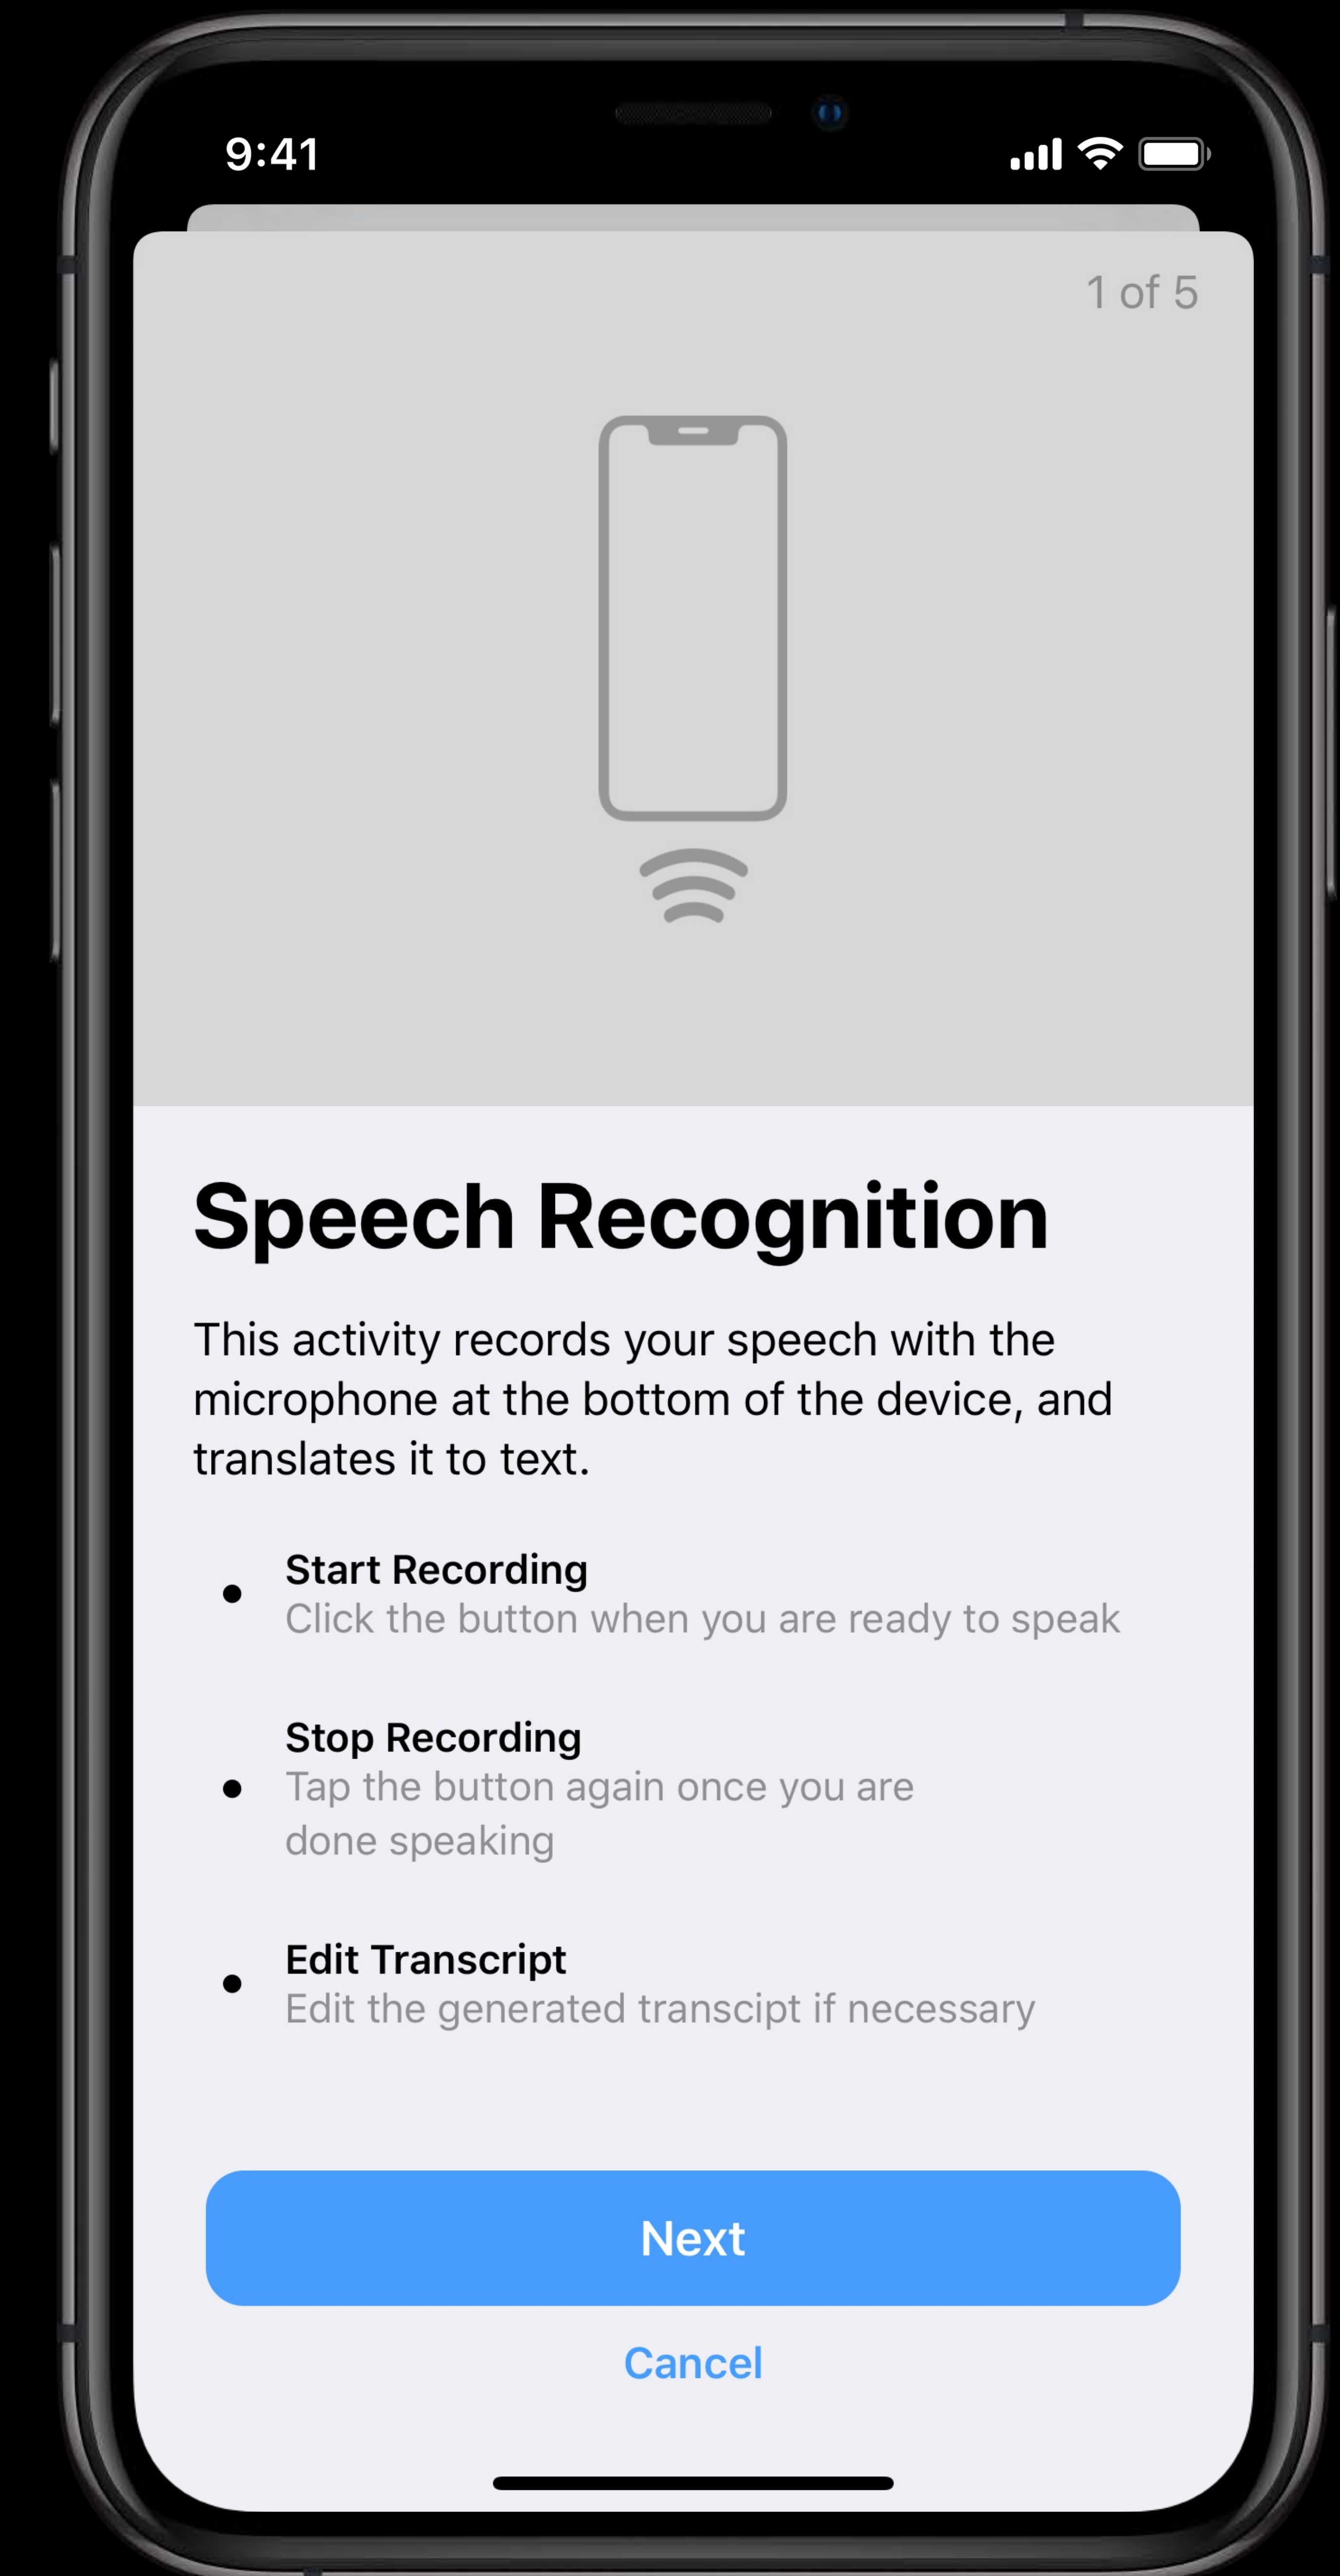 9:41
1 of 5
Speech Recognition
This activity records your speech with the
microphone at the bottom of the device, and
translates it to text.
Start Recording
Click the button when you are ready to speak
Stop Recording
Tap the button again once you are
done speaking
Edit Transcript
Edit the generated transcipt if necessary
Next
Cancel